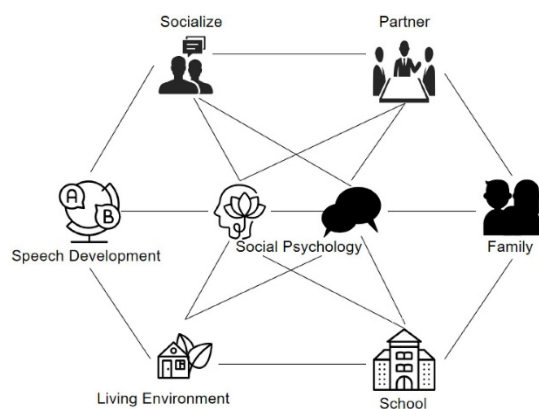 Socialize
Partner
A
B
Speech Development
Social Psychology
Family
Living Environment
School